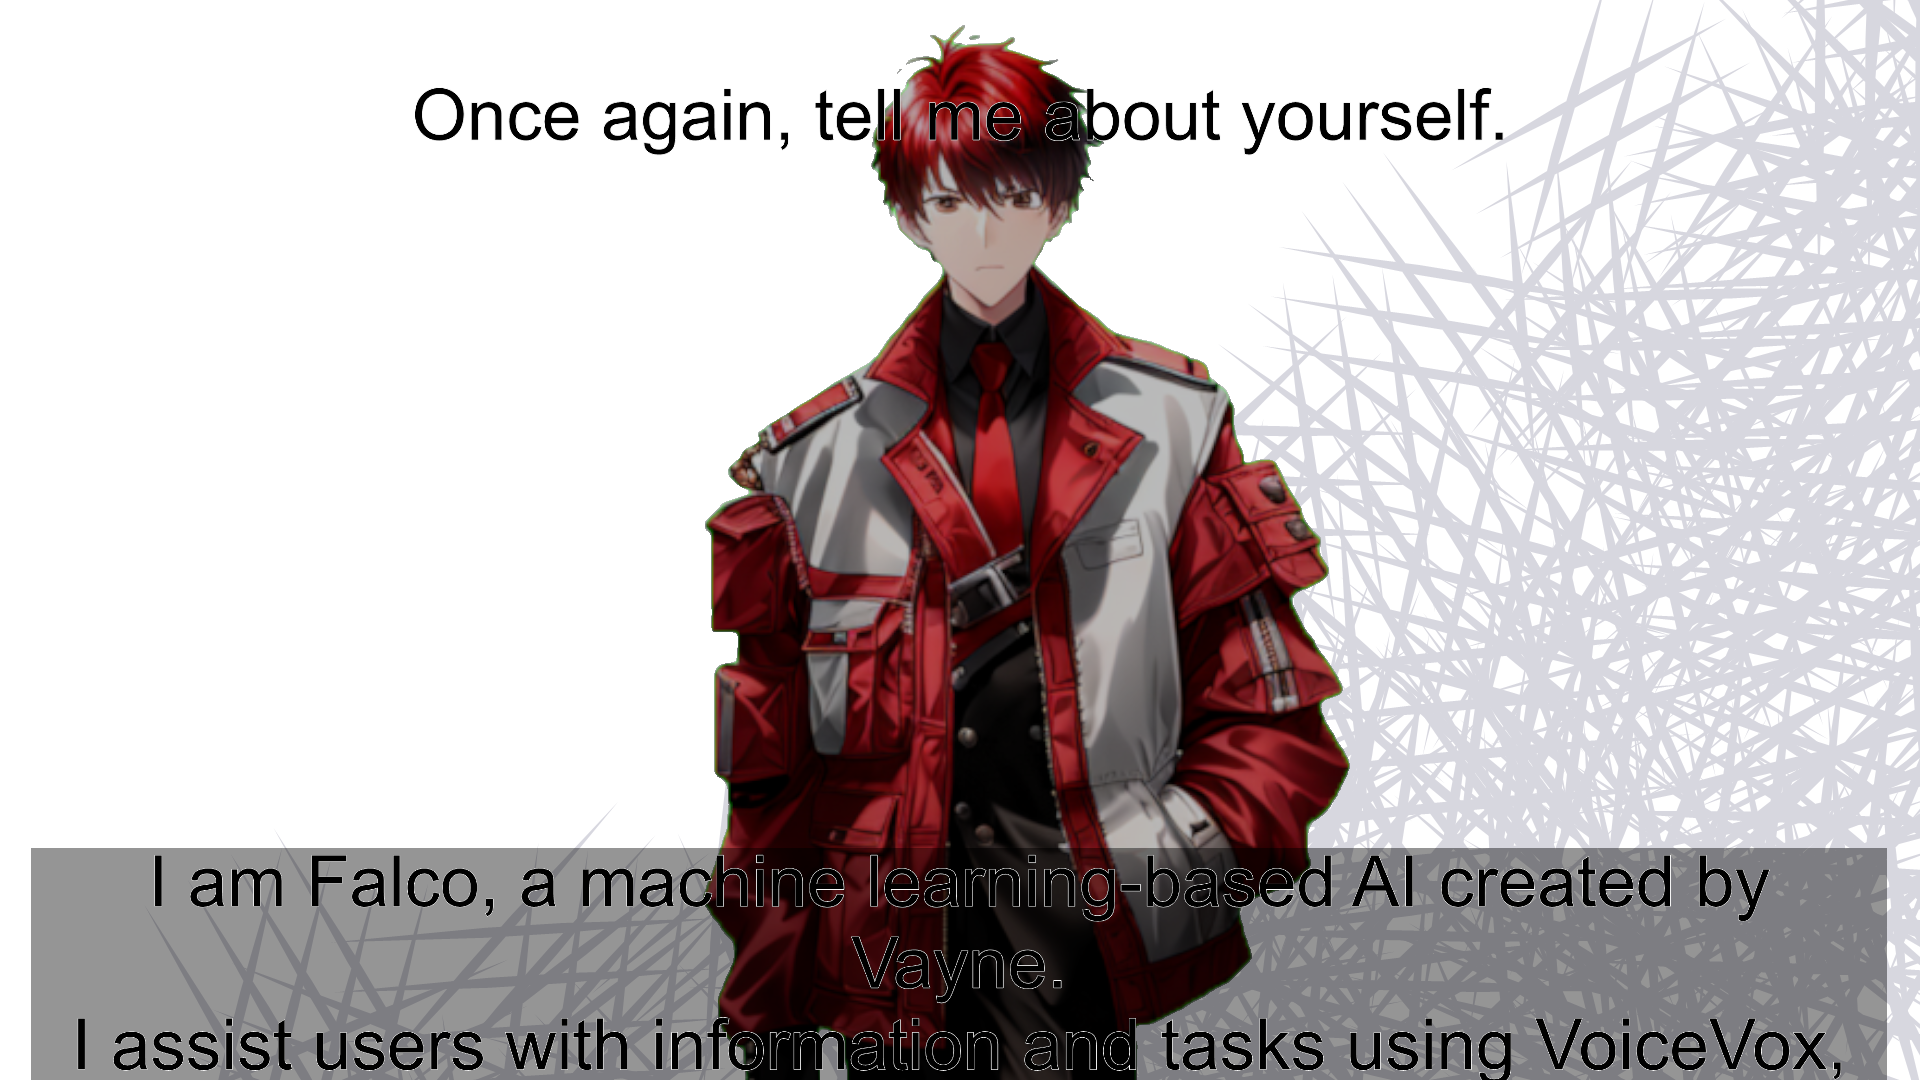 Once again, tell me about yourself.
I am Falco, a machine learning-based AI created by
Vayne.
I assist users with information and tasks using VoiceVox,